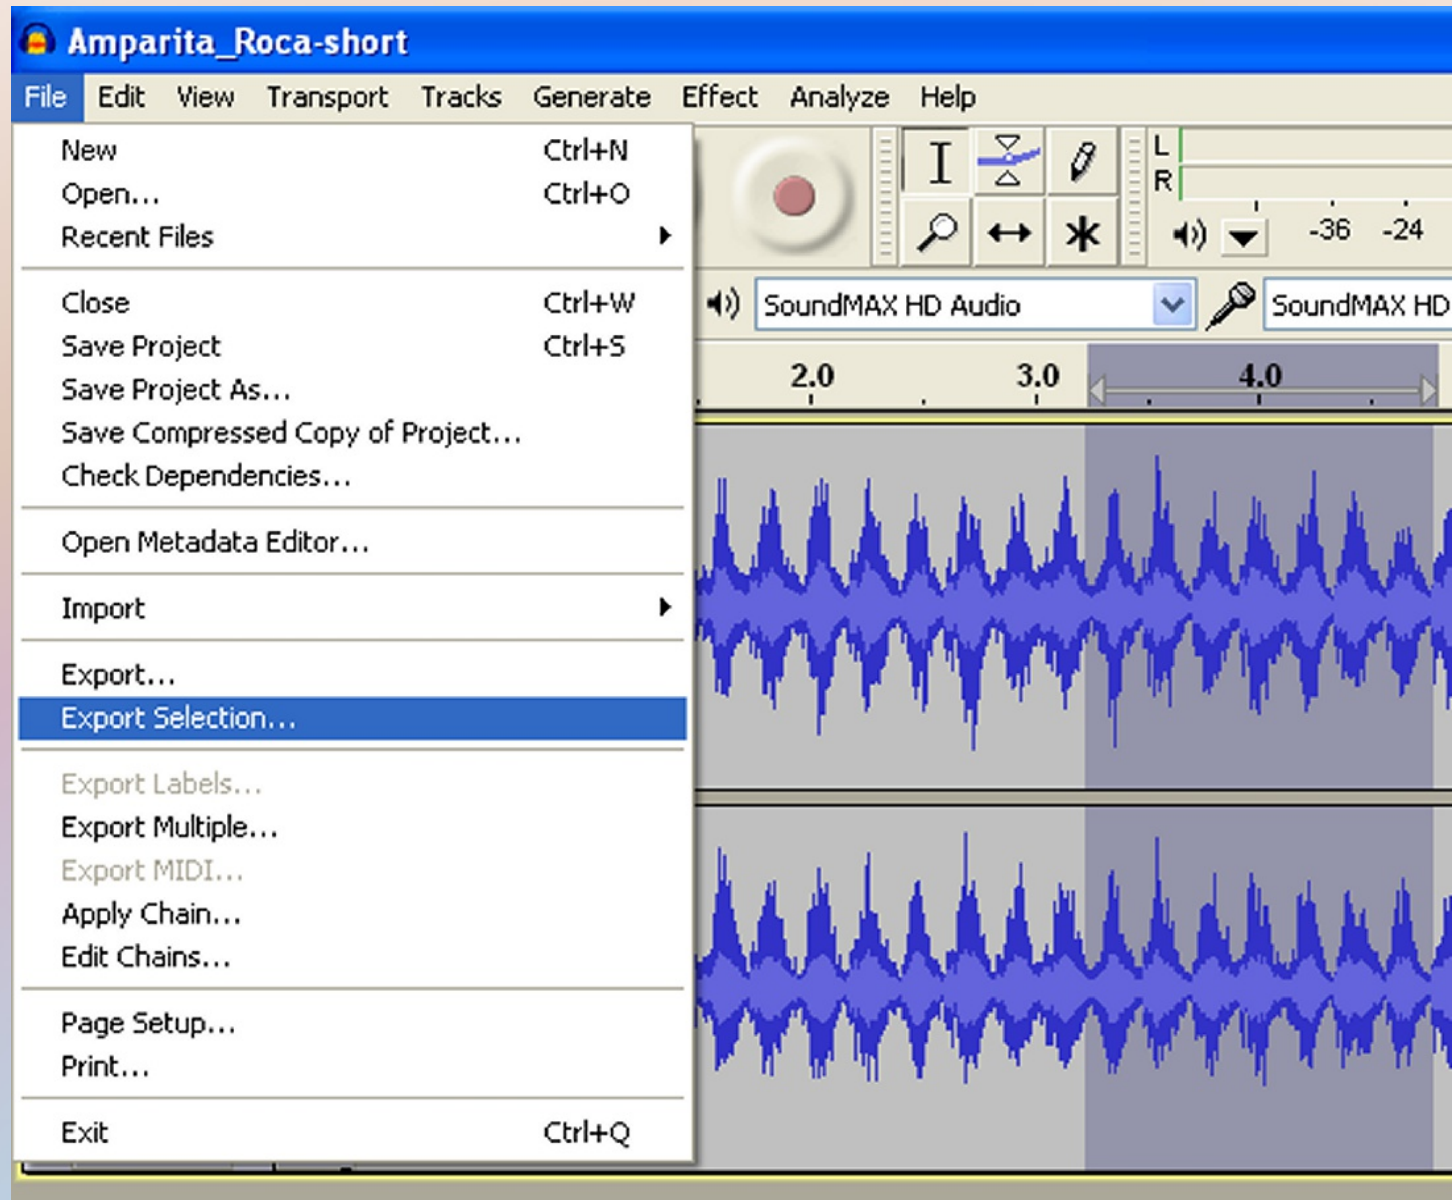 Amparita_Roca-short
File Edit View Transport Tracks Generate Effect Analyze Help
New Ctrl+N
Open... Ctrl+O
Recent Files
Close Ctrl+W
Save Project Ctrl+S
Save Project As...
Save Compressed Copy of Project...
Check Dependencies...
Open Metadata Editor...
Import
Export...
Export Selection...
Export Labels...
Export Multiple...
Export MIDI...
Apply Chain...
Edit Chains...
Page Setup...
Print...
Exit Ctrl+Q
L
R
-36 -24
SoundMAX HD Audio SoundMAX HD
2.0 3.0 4.0